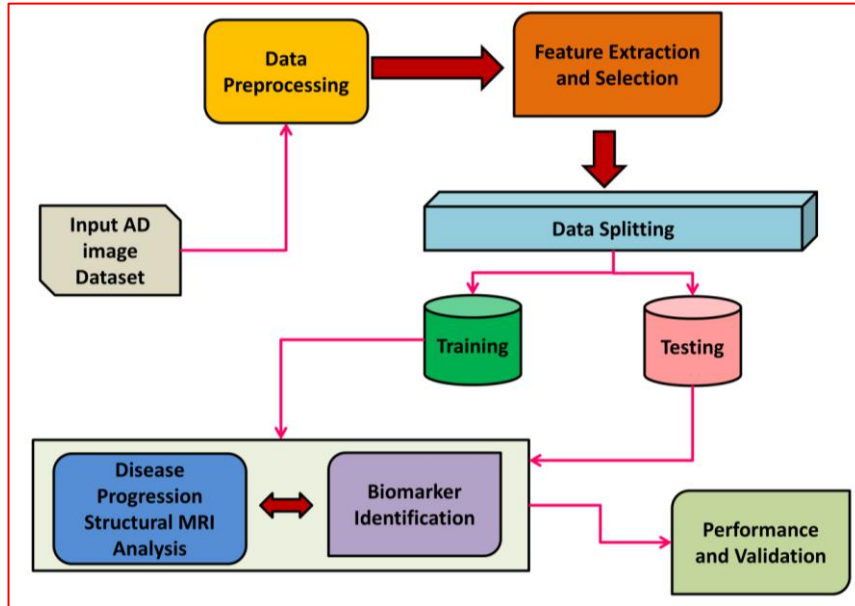 Data
Preprocessing
Feature Extraction
and Selection
Input AD
image
Dataset
Data Splitting
Training
Testing
Disease
Progression
Structural MRI
Analysis
Biomarker
Identification
Performance
and Validation